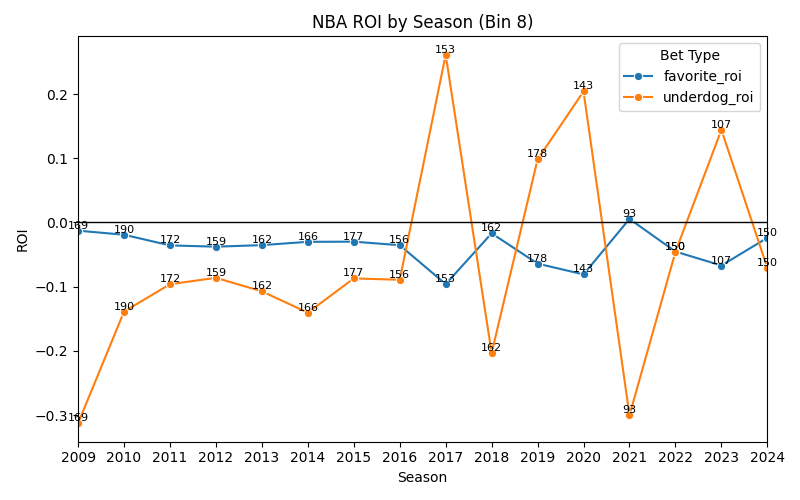 NBA ROI by Season (Bin 8)
Bet Type
favorite_roi
underdog_roi
ROI
0.2
0.1
0.0
−0.1
−0.2
−0.3
169 190 172 159 162 166 177 156 153 162 178 143 93 150 107 150
169 190 172 159 162 166 177 156 153 162 178 143 93 150 107 150
2009 2010 2011 2012 2013 2014 2015 2016 2017 2018 2019 2020 2021 2022 2023 2024
Season